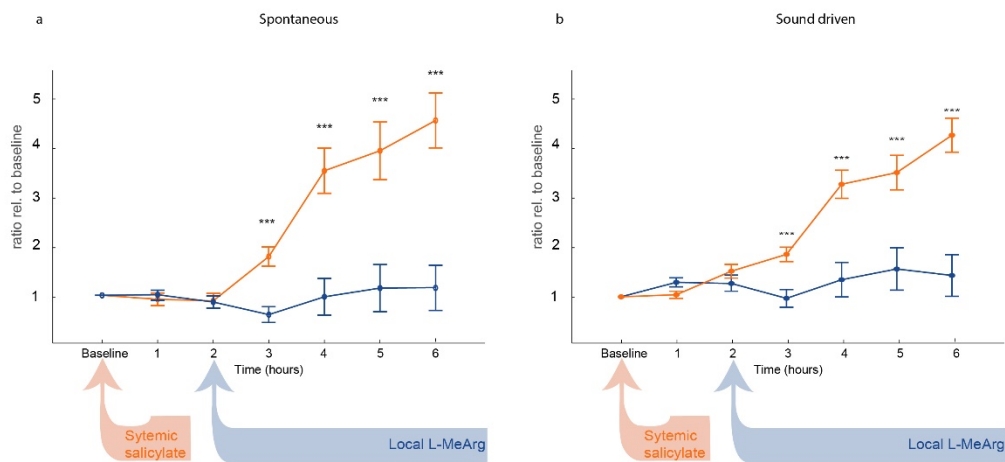 a
Spontaneous
ratio rel. to baseline
5
4
3
2
1
***
***
***
***
Baseline 1 2 3 4 5 6
Time (hours)
Sytemic
salicylate
Local L-MeArg
b
Sound driven
ratio rel. to baseline
5
4
3
2
1
***
***
***
***
Baseline 1 2 3 4 5 6
Time (hours)
Sytemic
salicylate
Local L-MeArg